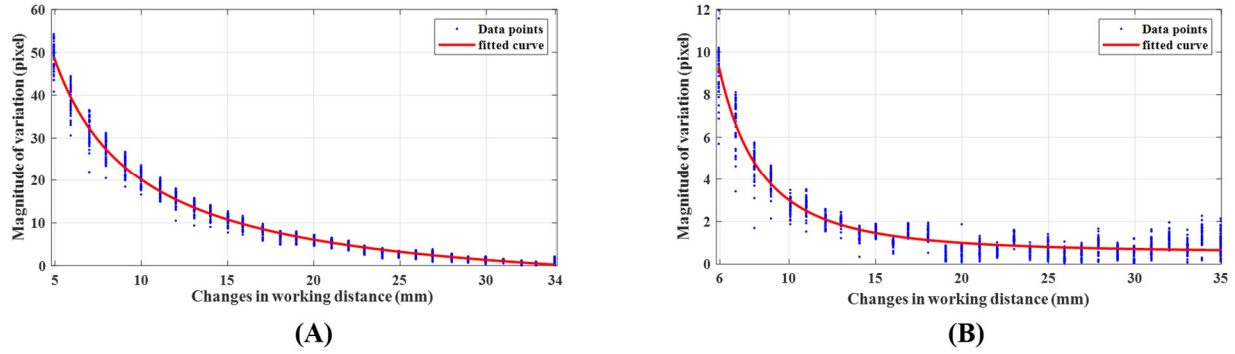 60
50
40
30
20
10
0
Magnitude of variation (pixel)
5 10 15 20 25 30 34
Changes in working distance (mm)
Data points
fitted curve
(A)
12
10
8
6
4
2
0
Magnitude of variation (pixel)
6 10 15 20 25 30 35
Changes in working distance (mm)
Data points
fitted curve
(B)